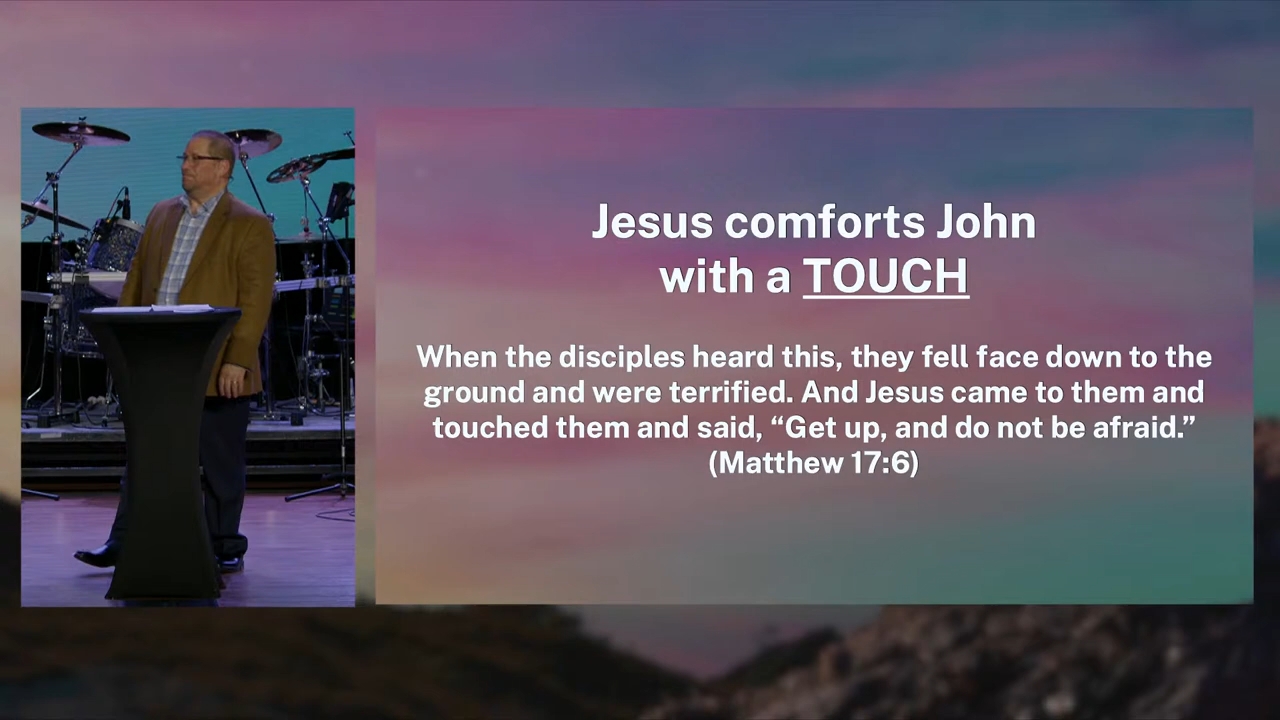 Jesus comforts John
with a TOUCH
When the disciples heard this, they fell face down to the
ground and were terrified. And Jesus came to them and
touched them and said, “Get up, and do not be afraid.”
(Matthew 17:6)